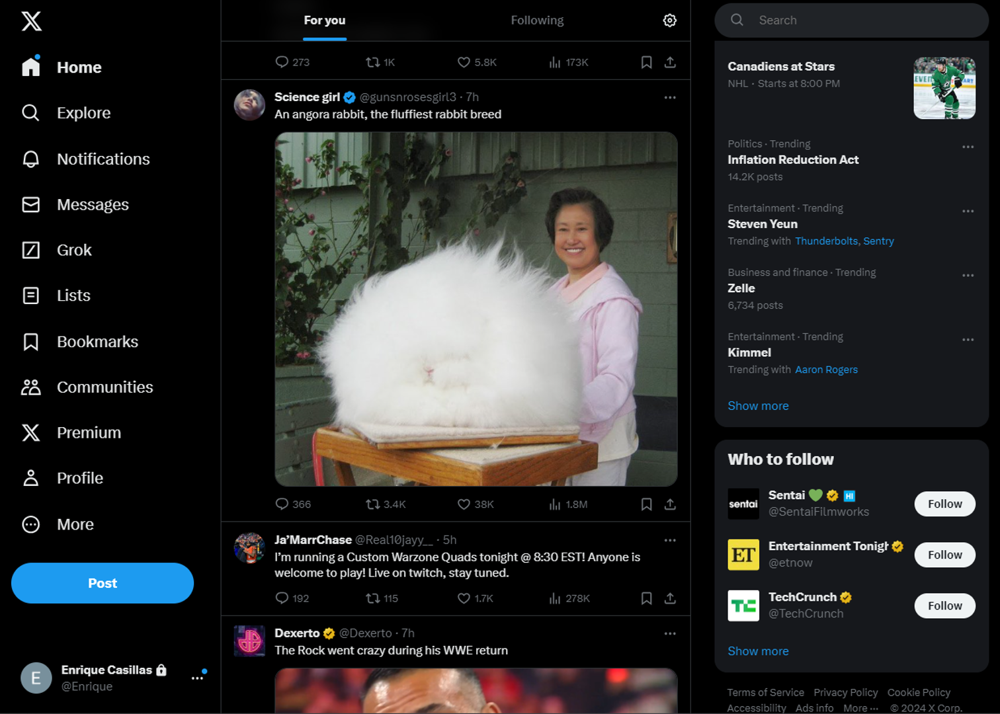 Home
Explore
Notifications
Messages
Grok
Lists
Bookmarks
Communities
Premium
Profile
More
Post
Enrique Casillas
@Enrique
For you
Following
273 1K 5.8K 173K
Science girl @gunsnrosesgirl3 · 7h
An angora rabbit, the fluffiest rabbit breed
366 3.4K 38K 1.8M
Ja’MarrChase @Real10jayy__ · 5h
I’m running a Custom Warzone Quads tonight @ 8:30 EST! Anyone is
welcome to play! Live on twitch, stay tuned.
192 115 1.7K 278K
Dexerto @Dexerto · 7h
The Rock went crazy during his WWE return
Search
Canadiens at Stars
NHL · Starts at 8:00 PM
Politics · Trending
Inflation Reduction Act
14.2K posts
Entertainment · Trending
Steven Yeun
Trending with Thunderbolts, Sentry
Business and finance · Trending
Zelle
6,734 posts
Entertainment · Trending
Kimmel
Trending with Aaron Rogers
Show more
Who to follow
sentai
Sentai HI
@SentaiFilmworks
Follow
ET
Entertainment Tonigh
@etnow
Follow
TC
TechCrunch
@TechCrunch
Follow
Show more
Terms of Service Privacy Policy Cookie Policy
Accessibility Ads info More ··· © 2024 X Corp.